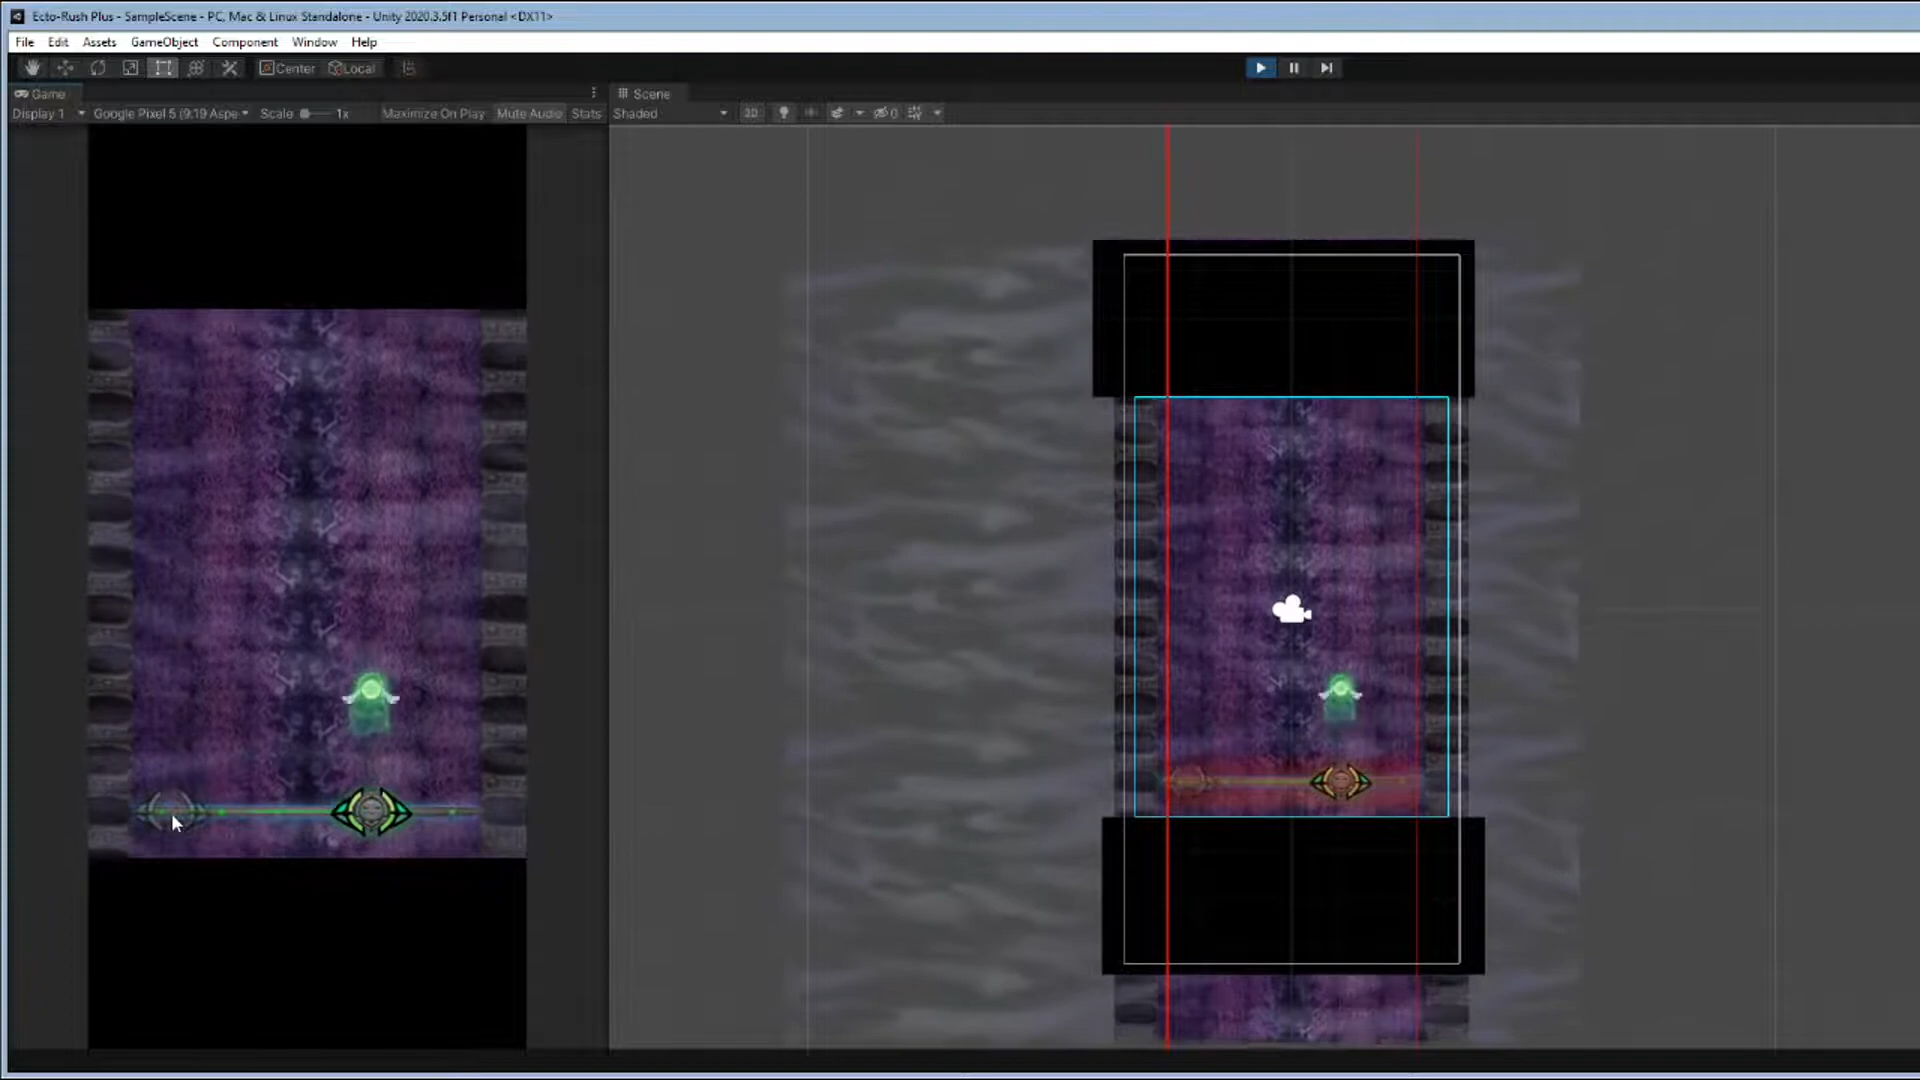 Ecto-Rush Plus - SampleScene - PC, Mac & Linux Standalone - Unity 2020.3.5f1 Personal <DX11>
File Edit Assets GameObject Component Window Help
Center Local
Game
Scene
Display 1 Google Pixel 5 (9:19 Aspe Scale 1x Maximize On Play Mute Audio Stats
Shaded 2D 0